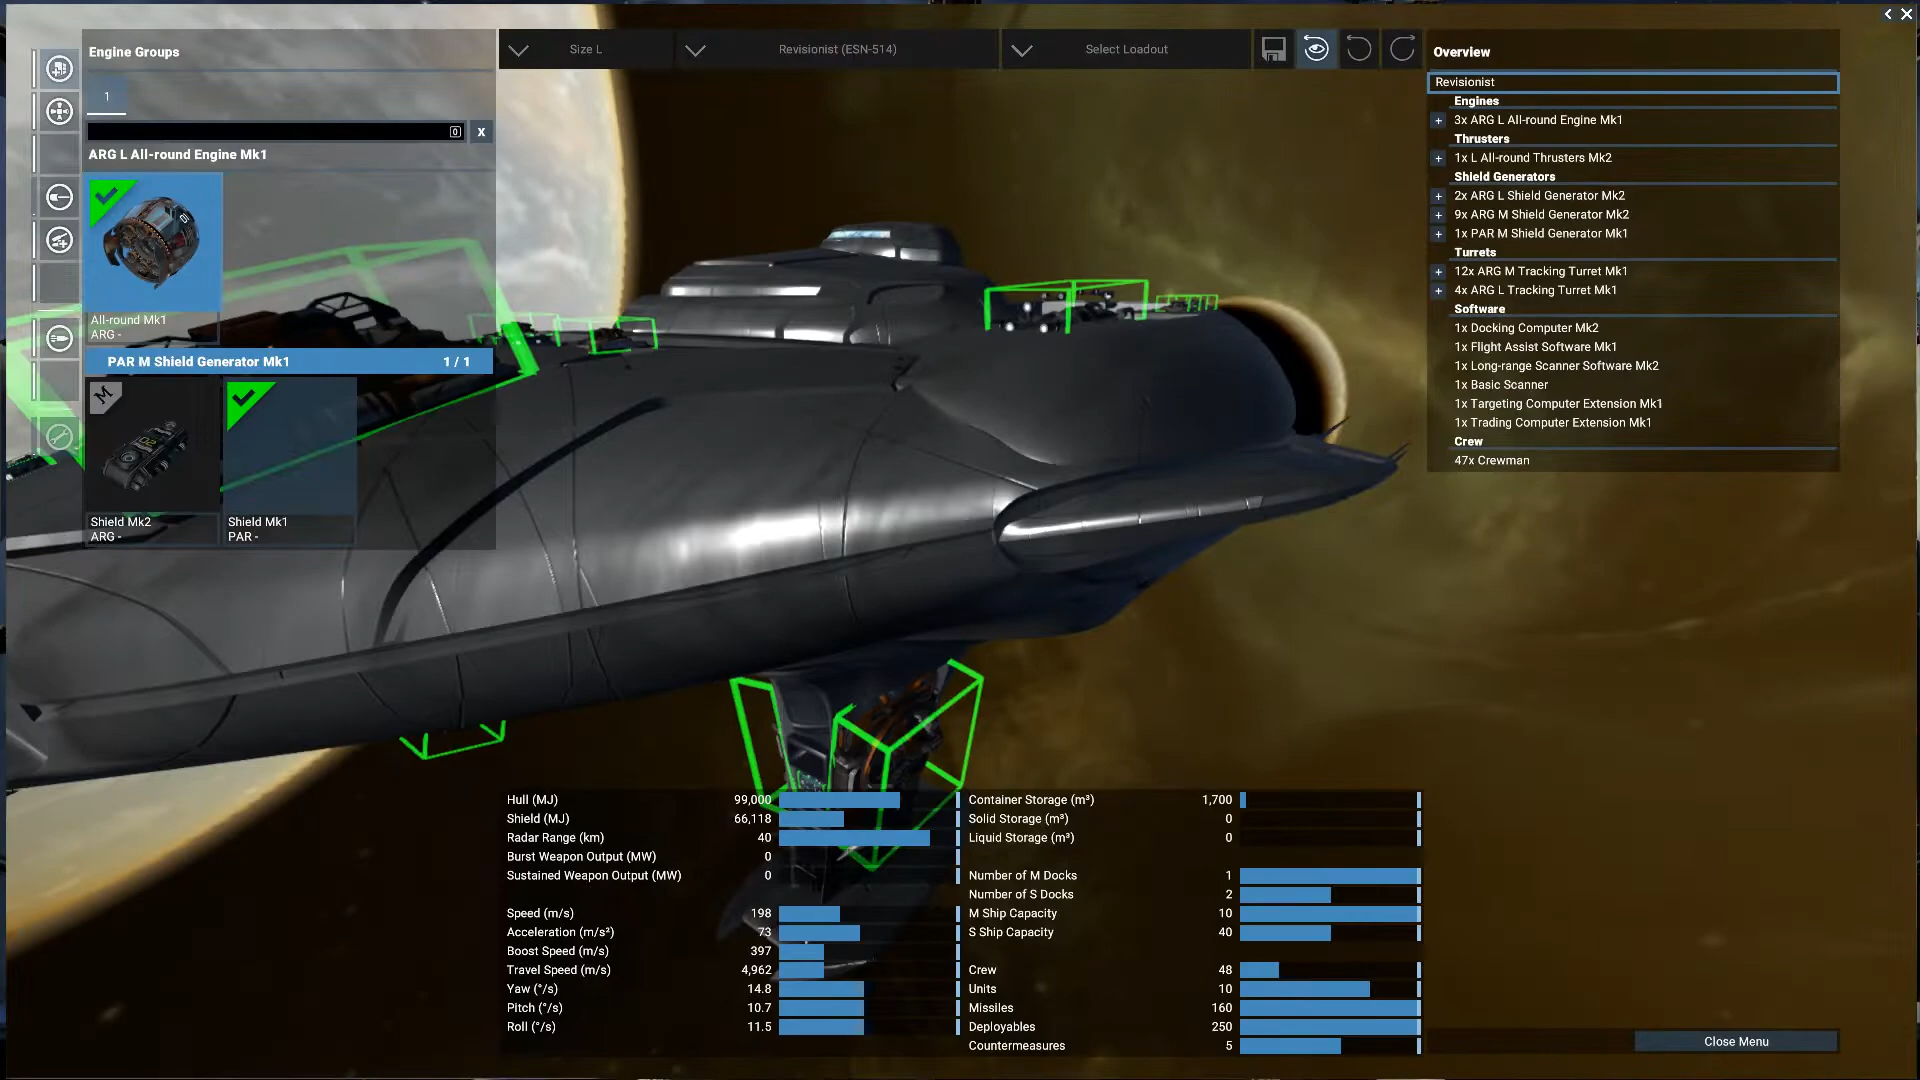 Engine Groups
1
0
X
ARG L All-round Engine Mk1
All-round Mk1
ARG -
PAR M Shield Generator Mk1 1 / 1
M
Shield Mk2
ARG -
Shield Mk1
PAR -
Size L
Revisionist (ESN-514)
Select Loadout
Overview
Revisionist
Engines
+ 3x ARG L All-round Engine Mk1
Thrusters
+ 1x L All-round Thrusters Mk2
Shield Generators
+ 2x ARG L Shield Generator Mk2
+ 9x ARG M Shield Generator Mk2
+ 1x PAR M Shield Generator Mk1
Turrets
+ 12x ARG M Tracking Turret Mk1
+ 4x ARG L Tracking Turret Mk1
Software
1x Docking Computer Mk2
1x Flight Assist Software Mk1
1x Long-range Scanner Software Mk2
1x Basic Scanner
1x Targeting Computer Extension Mk1
1x Trading Computer Extension Mk1
Crew
47x Crewman
Hull (MJ) 99,000
Shield (MJ) 66,118
Radar Range (km) 40
Burst Weapon Output (MW) 0
Sustained Weapon Output (MW) 0
Speed (m/s) 198
Acceleration (m/s²) 73
Boost Speed (m/s) 397
Travel Speed (m/s) 4,962
Yaw (°/s) 14.8
Pitch (°/s) 10.7
Roll (°/s) 11.5
Container Storage (m³) 1,700
Solid Storage (m³) 0
Liquid Storage (m³) 0
Number of M Docks 1
Number of S Docks 2
M Ship Capacity 10
S Ship Capacity 40
Crew 48
Units 10
Missiles 160
Deployables 250
Countermeasures 5
Close Menu